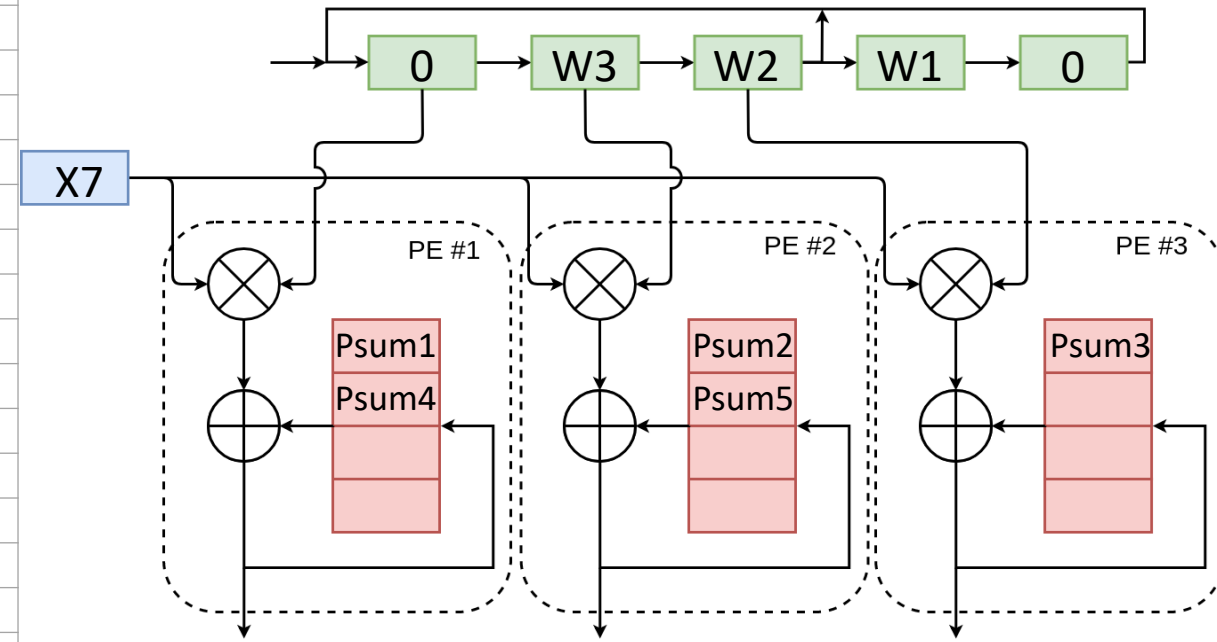 0 W3 W2 W1 0
X7
PE #1 PE #2 PE #3
Psum1 Psum2 Psum3
Psum4 Psum5